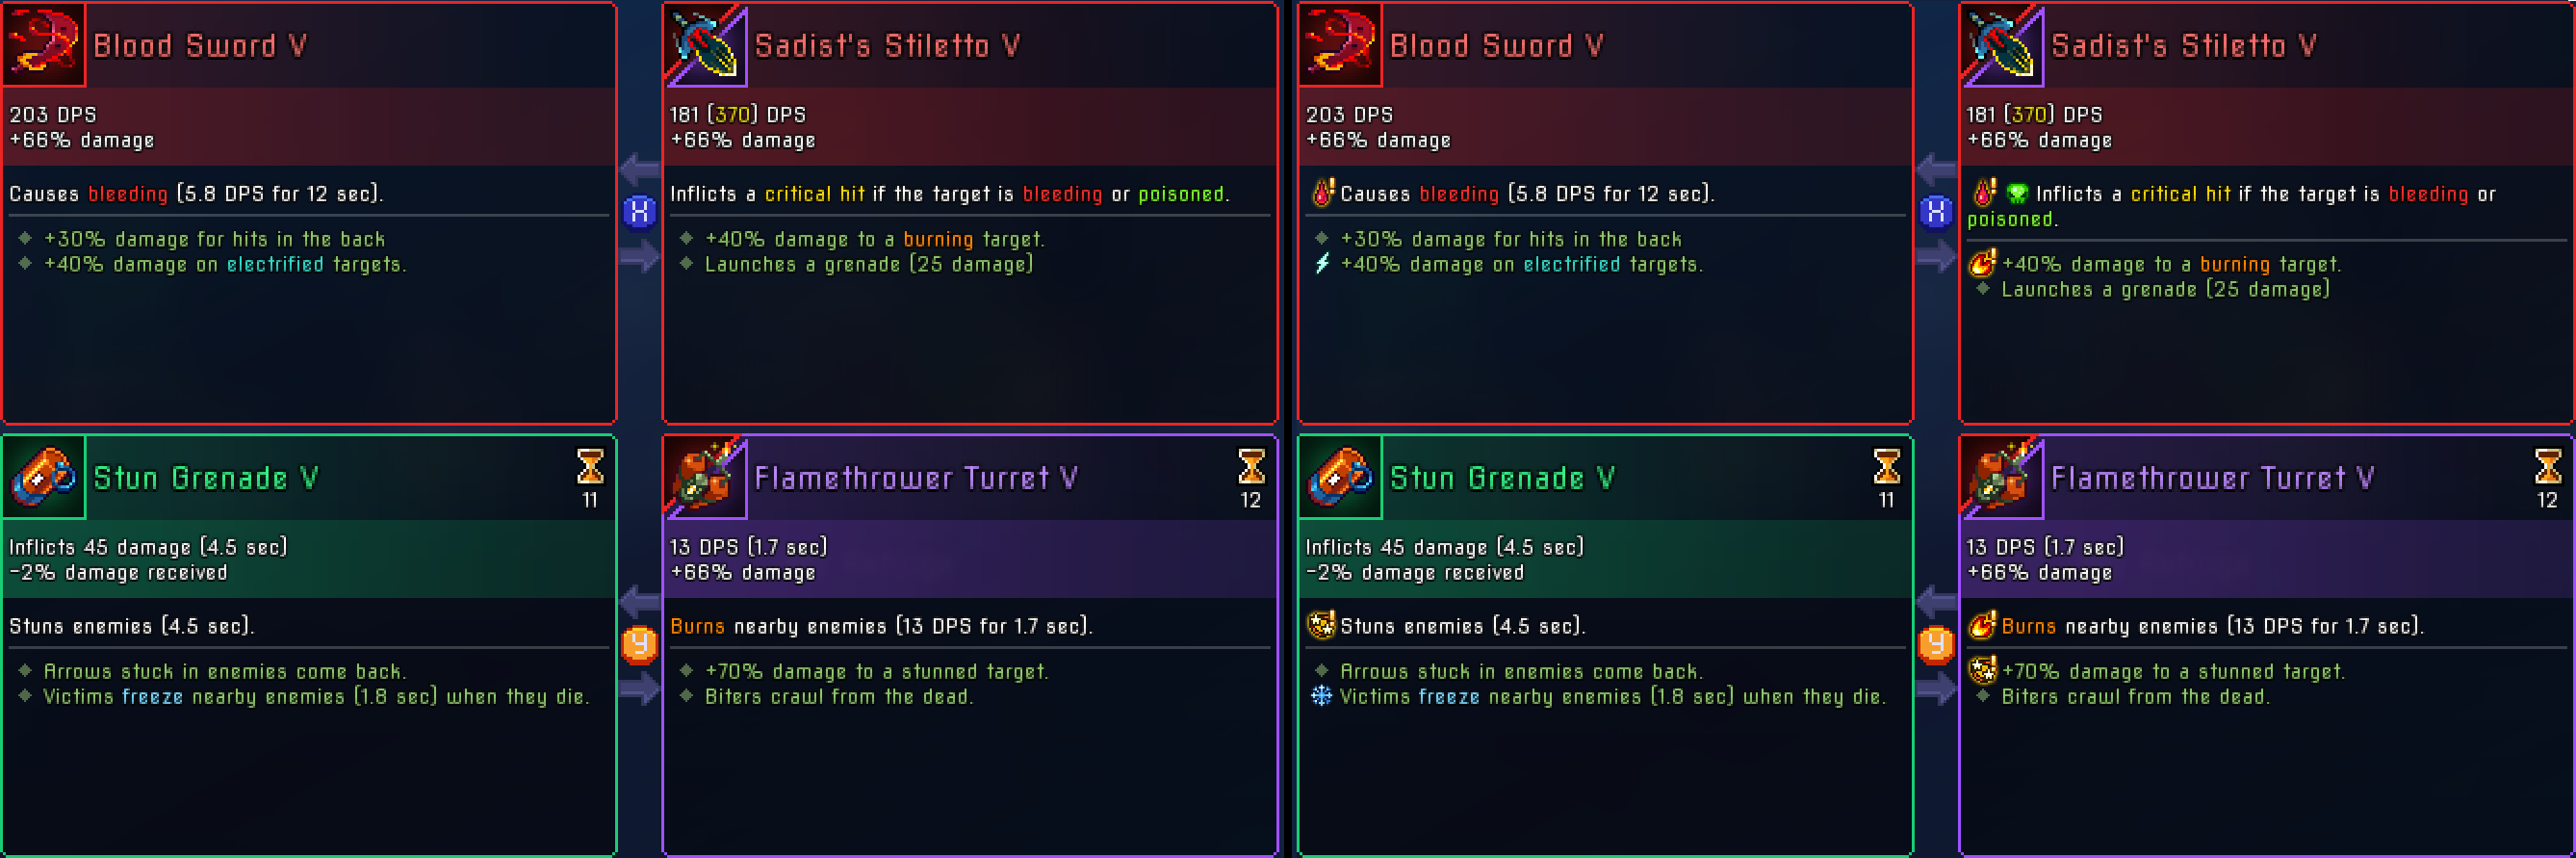 Blood Sword V
203 DPS
+66% damage
Causes bleeding (5.8 DPS for 12 sec).
+30% damage for hits in the back
+40% damage on electrified targets.
X
Sadist's Stiletto V
181 (370) DPS
+66% damage
Inflicts a critical hit if the target is bleeding or poisoned.
+40% damage to a burning target.
Launches a grenade (25 damage)
Blood Sword V
203 DPS
+66% damage
Causes bleeding (5.8 DPS for 12 sec).
+30% damage for hits in the back
+40% damage on electrified targets.
X
Sadist's Stiletto V
181 (370) DPS
+66% damage
Inflicts a critical hit if the target is bleeding or
poisoned.
+40% damage to a burning target.
Launches a grenade (25 damage)
Stun Grenade V
11
Inflicts 45 damage (4.5 sec)
-2% damage received
Stuns enemies (4.5 sec).
Arrows stuck in enemies come back.
Victims freeze nearby enemies (1.8 sec) when they die.
Y
Flamethrower Turret V
12
13 DPS (1.7 sec)
+66% damage
Burns nearby enemies (13 DPS for 1.7 sec).
+70% damage to a stunned target.
Biters crawl from the dead.
Stun Grenade V
11
Inflicts 45 damage (4.5 sec)
-2% damage received
Stuns enemies (4.5 sec).
Arrows stuck in enemies come back.
Victims freeze nearby enemies (1.8 sec) when they die.
Y
Flamethrower Turret V
12
13 DPS (1.7 sec)
+66% damage
Burns nearby enemies (13 DPS for 1.7 sec).
+70% damage to a stunned target.
Biters crawl from the dead.